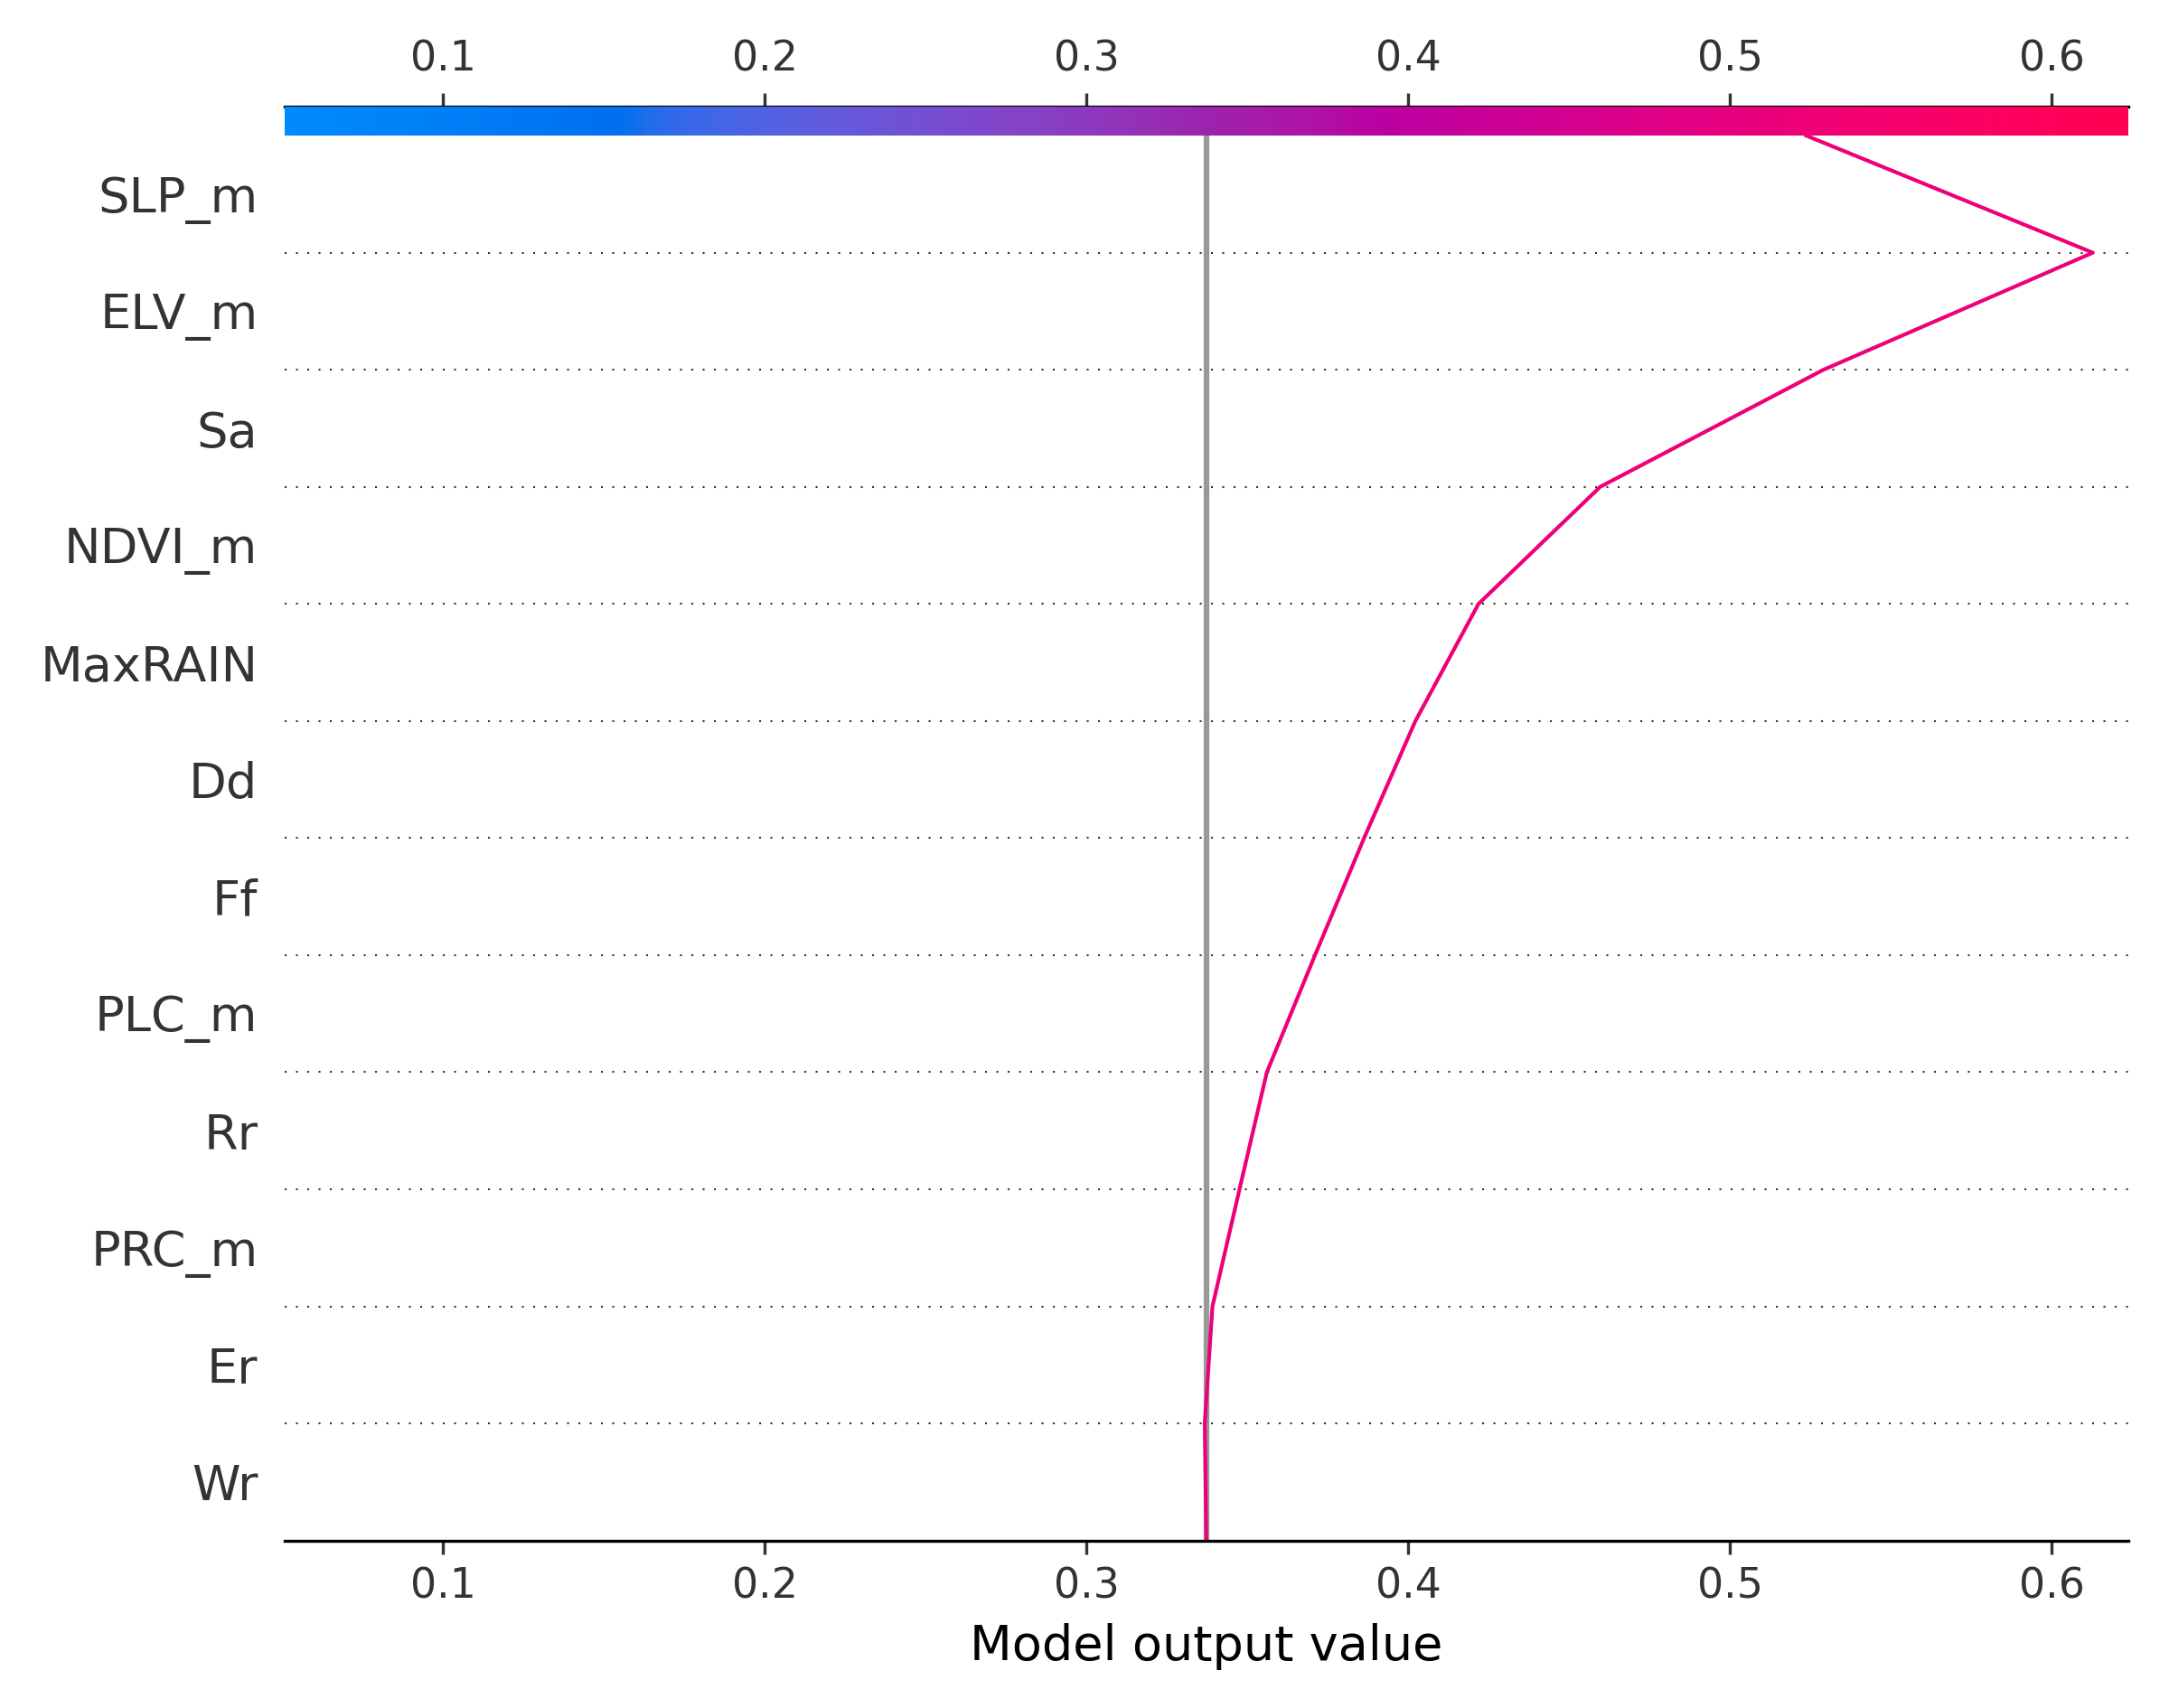 0.1 0.2 0.3 0.4 0.5 0.6
SLP_m
ELV_m
Sa
NDVI_m
MaxRAIN
Dd
Ff
PLC_m
Rr
PRC_m
Er
Wr
0.1 0.2 0.3 0.4 0.5 0.6
Model output value